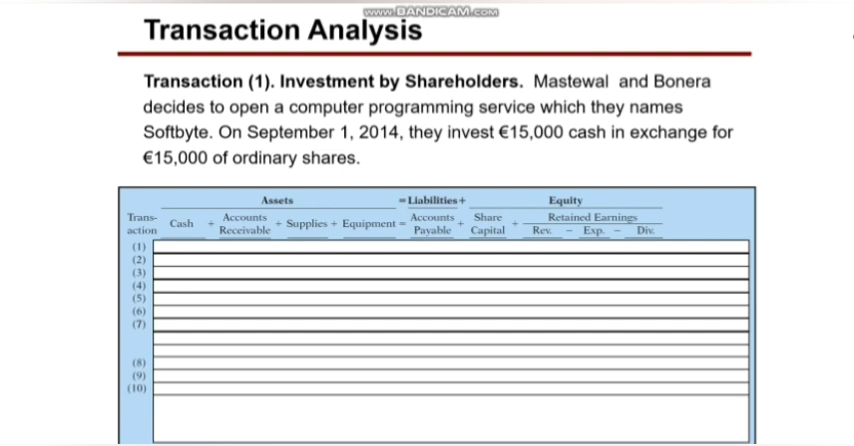 www.BANDICAM.com
Transaction Analysis
Transaction (1). Investment by Shareholders. Mastewal and Bonera
decides to open a computer programming service which they names
Softbyte. On September 1, 2014, they invest €15,000 cash in exchange for
€15,000 of ordinary shares.
Assets = Liabilities + Equity
Trans- Accounts Accounts Share Retained Earnings
action Cash + Receivable + Supplies + Equipment = Payable + Capital + Rev. – Exp. – Div.
(1)
(2)
(3)
(4)
(5)
(6)
(7)
(8)
(9)
(10)